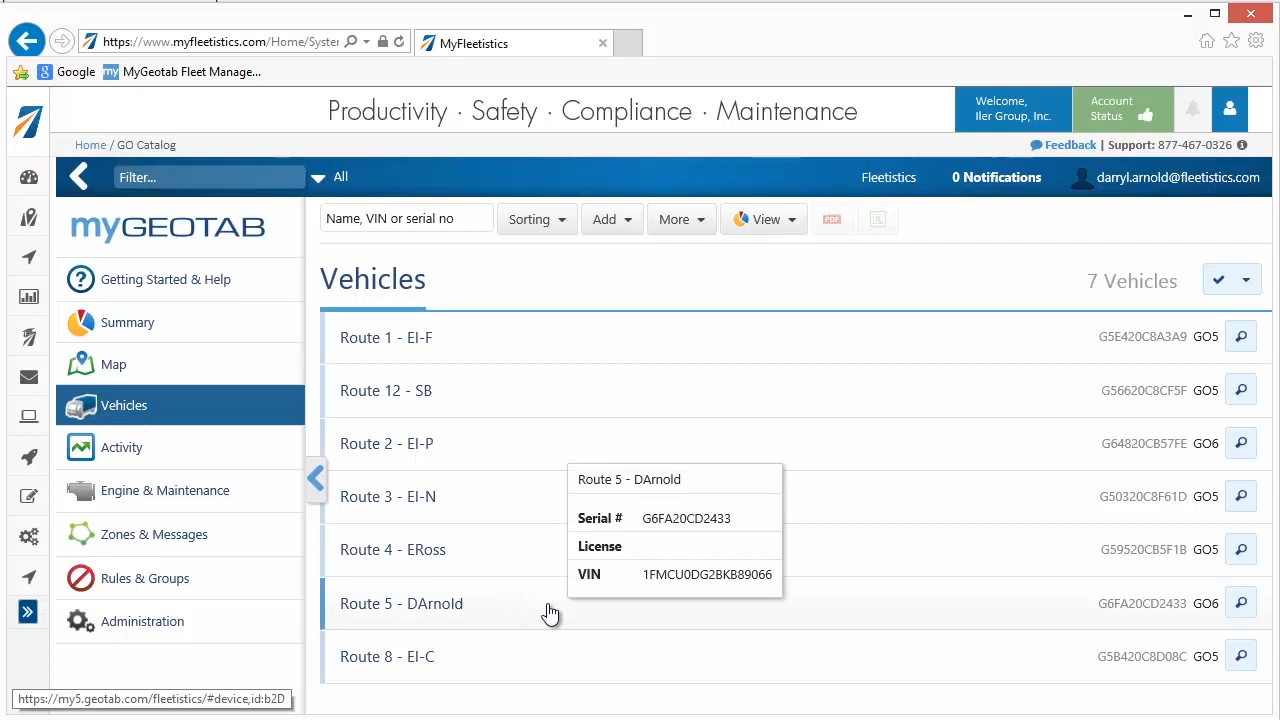 https://www.myfleetistics.com/Home/Syster
MyFleetistics
Google
MyGeotab Fleet Manage...
Productivity · Safety · Compliance · Maintenance
Welcome,
Iler Group, Inc.
Account
Status
Home / GO Catalog
Feedback | Support: 877-467-0326
Filter...
All
Fleetistics
0 Notifications
darryl.arnold@fleetistics.com
myGEOTAB
Name, VIN or serial no
Sorting
Add
More
View
PDF
Getting Started & Help
Summary
Map
Vehicles
Activity
Engine & Maintenance
Zones & Messages
Rules & Groups
Administration
Vehicles
7 Vehicles
Route 1 - EI-F
G5E420C8A3A9 GO5
Route 12 - SB
G56620C8CF5F GO5
Route 2 - EI-P
G64820CB57FE GO6
Route 3 - EI-N
G50320C8F61D GO5
Route 4 - ERoss
G59520CB5F1B GO5
Route 5 - DArnold
G6FA20CD2433 GO6
Route 8 - EI-C
G5B420C8D08C GO5
Route 5 - DArnold
Serial # G6FA20CD2433
License
VIN 1FMCU0DG2BKB89066
https://my5.geotab.com/fleetistics/#device,id:b2D